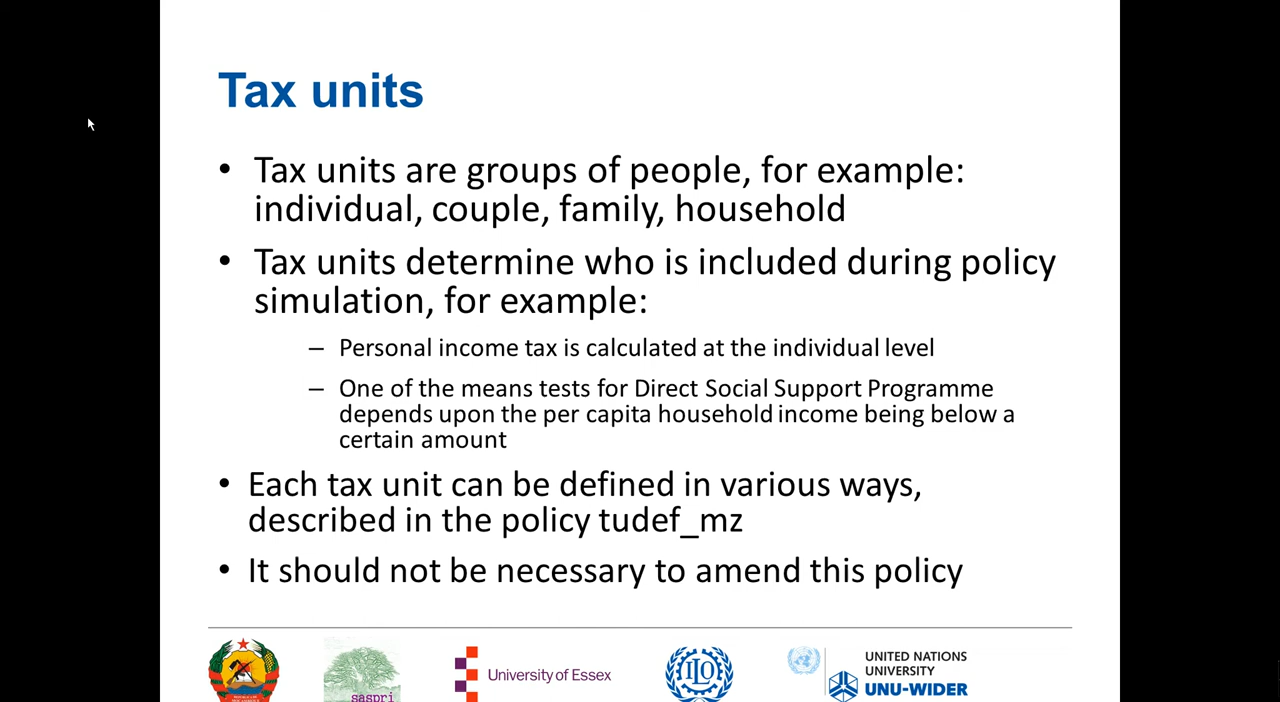 Tax units
• Tax units are groups of people, for example:
individual, couple, family, household
• Tax units determine who is included during policy
simulation, for example:
– Personal income tax is calculated at the individual level
– One of the means tests for Direct Social Support Programme
depends upon the per capita household income being below a
certain amount
• Each tax unit can be defined in various ways,
described in the policy tudef_mz
• It should not be necessary to amend this policy
saspri
University of Essex
ILO
UNITED NATIONS
UNIVERSITY
UNU-WIDER